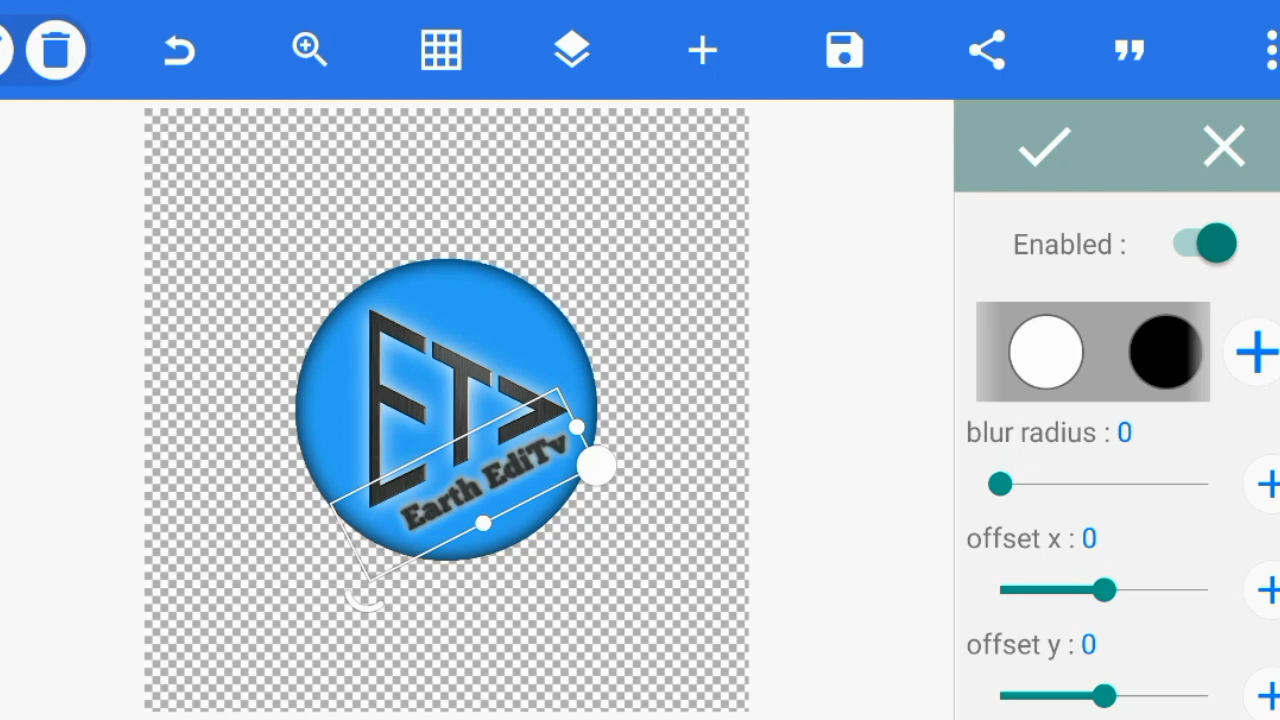 Enabled :
blur radius : 0
offset x : 0
offset y : 0
ET
Earth EdiTv